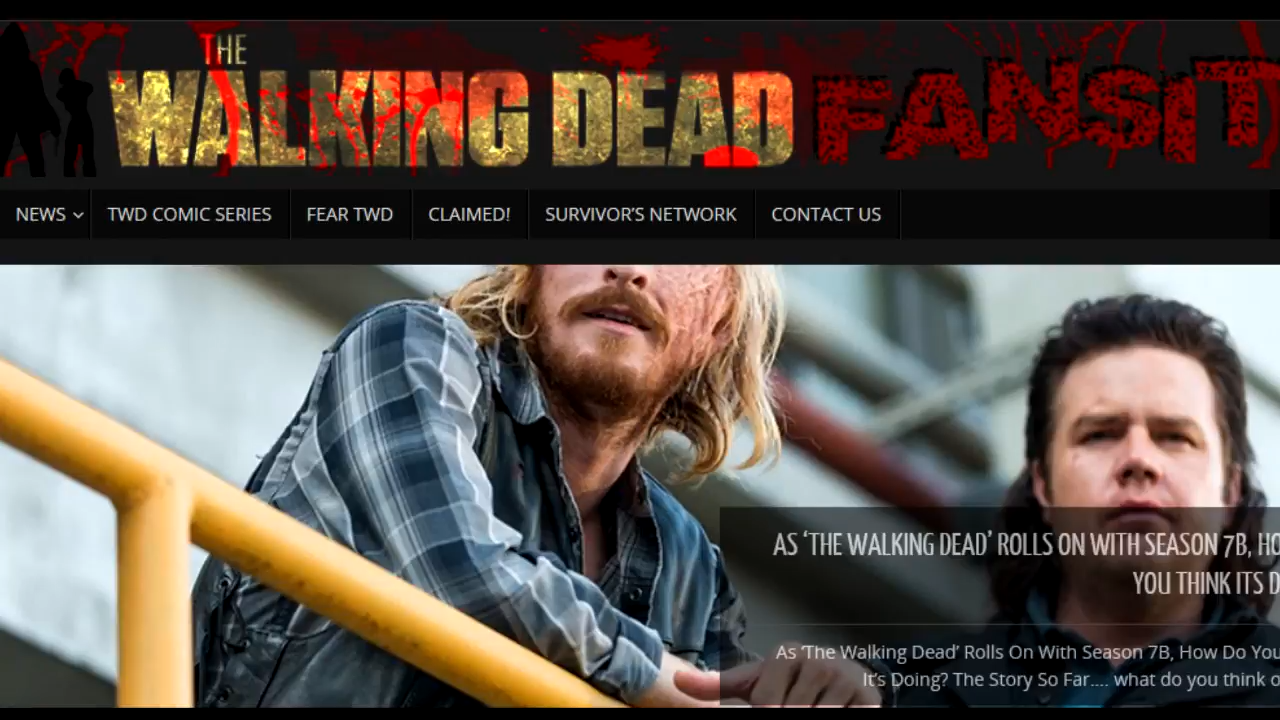 THE
WALKING DEAD FANSIT
NEWS TWD COMIC SERIES FEAR TWD CLAIMED! SURVIVOR'S NETWORK CONTACT US
AS 'THE WALKING DEAD' ROLLS ON WITH SEASON 7B, HO
YOU THINK ITS D
As 'The Walking Dead' Rolls On With Season 7B, How Do You
It's Doing? The Story So Far.... what do you think o